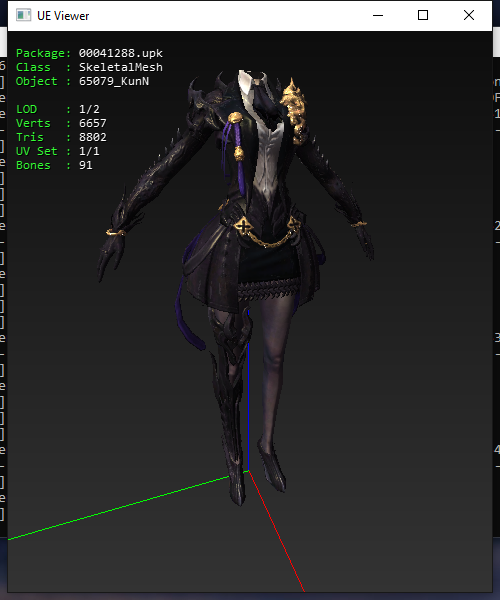 UE Viewer
Package: 00041288.upk
Class : SkeletalMesh
Object : 65079_KunN
LOD : 1/2
Verts : 6657
Tris : 8802
UV Set : 1/1
Bones : 91